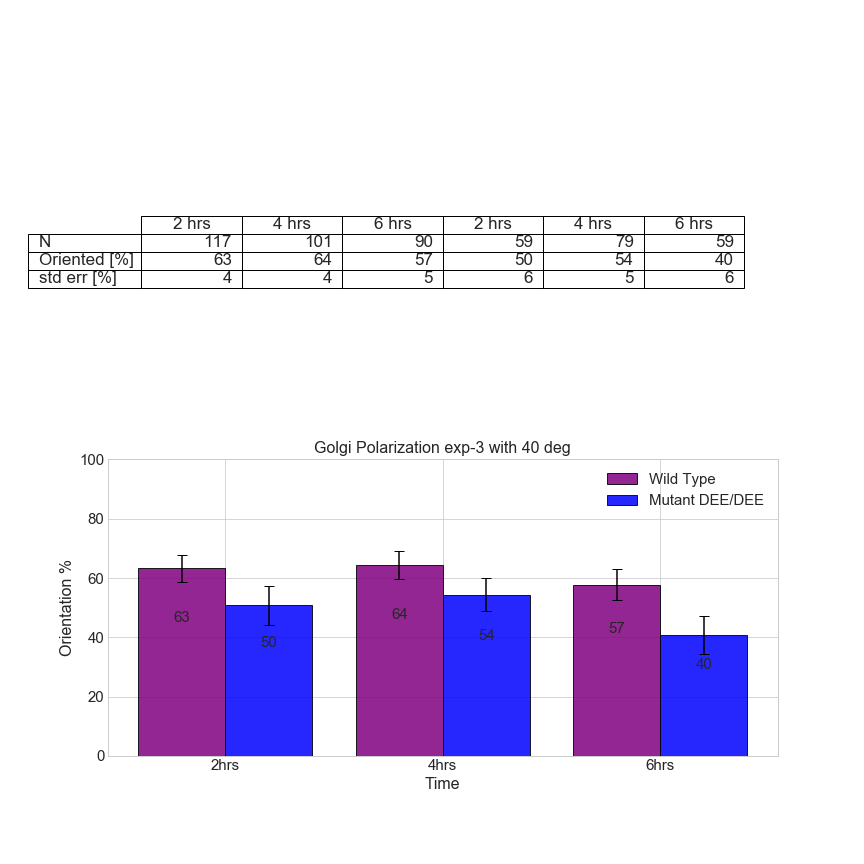 2 hrs 4 hrs 6 hrs 2 hrs 4 hrs 6 hrs
N 117 101 90 59 79 59
Oriented [%] 63 64 57 50 54 40
std err [%] 4 4 5 6 5 6
Golgi Polarization exp-3 with 40 deg
100
Wild Type
Mutant DEE/DEE
80
60
40
20
0
Orientation %
63
50
64
54
57
40
2hrs 4hrs 6hrs
Time